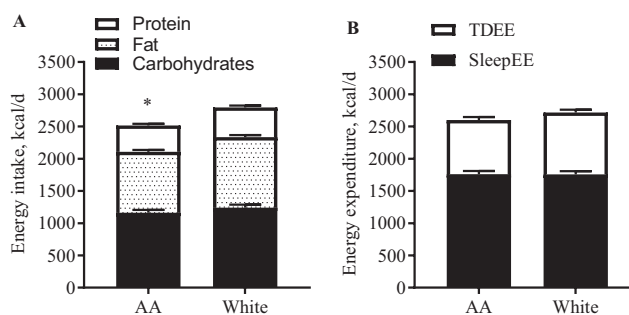 A
Protein
Fat
Carbohydrates
Energy intake, kcal/d
3500
3000
2500
2000
1500
1000
500
0
*
AA
White
B
TDEE
SleepEE
Energy expenditure, kcal/d
3500
3000
2500
2000
1500
1000
500
0
AA
White